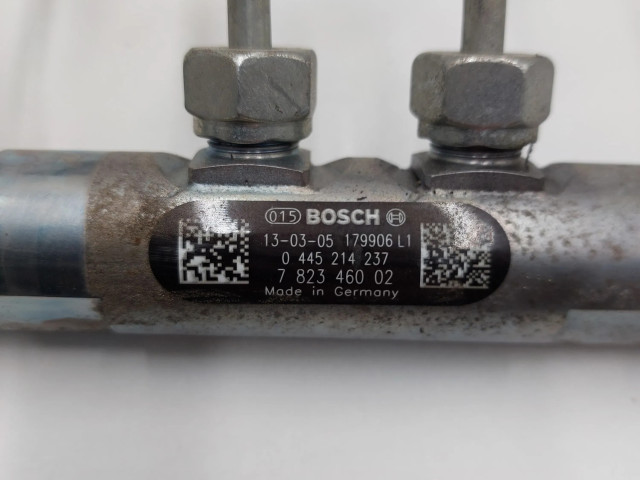 015 BOSCH
13-03-05 179906 L1
0 445 214 237
7 823 460 02
Made in Germany